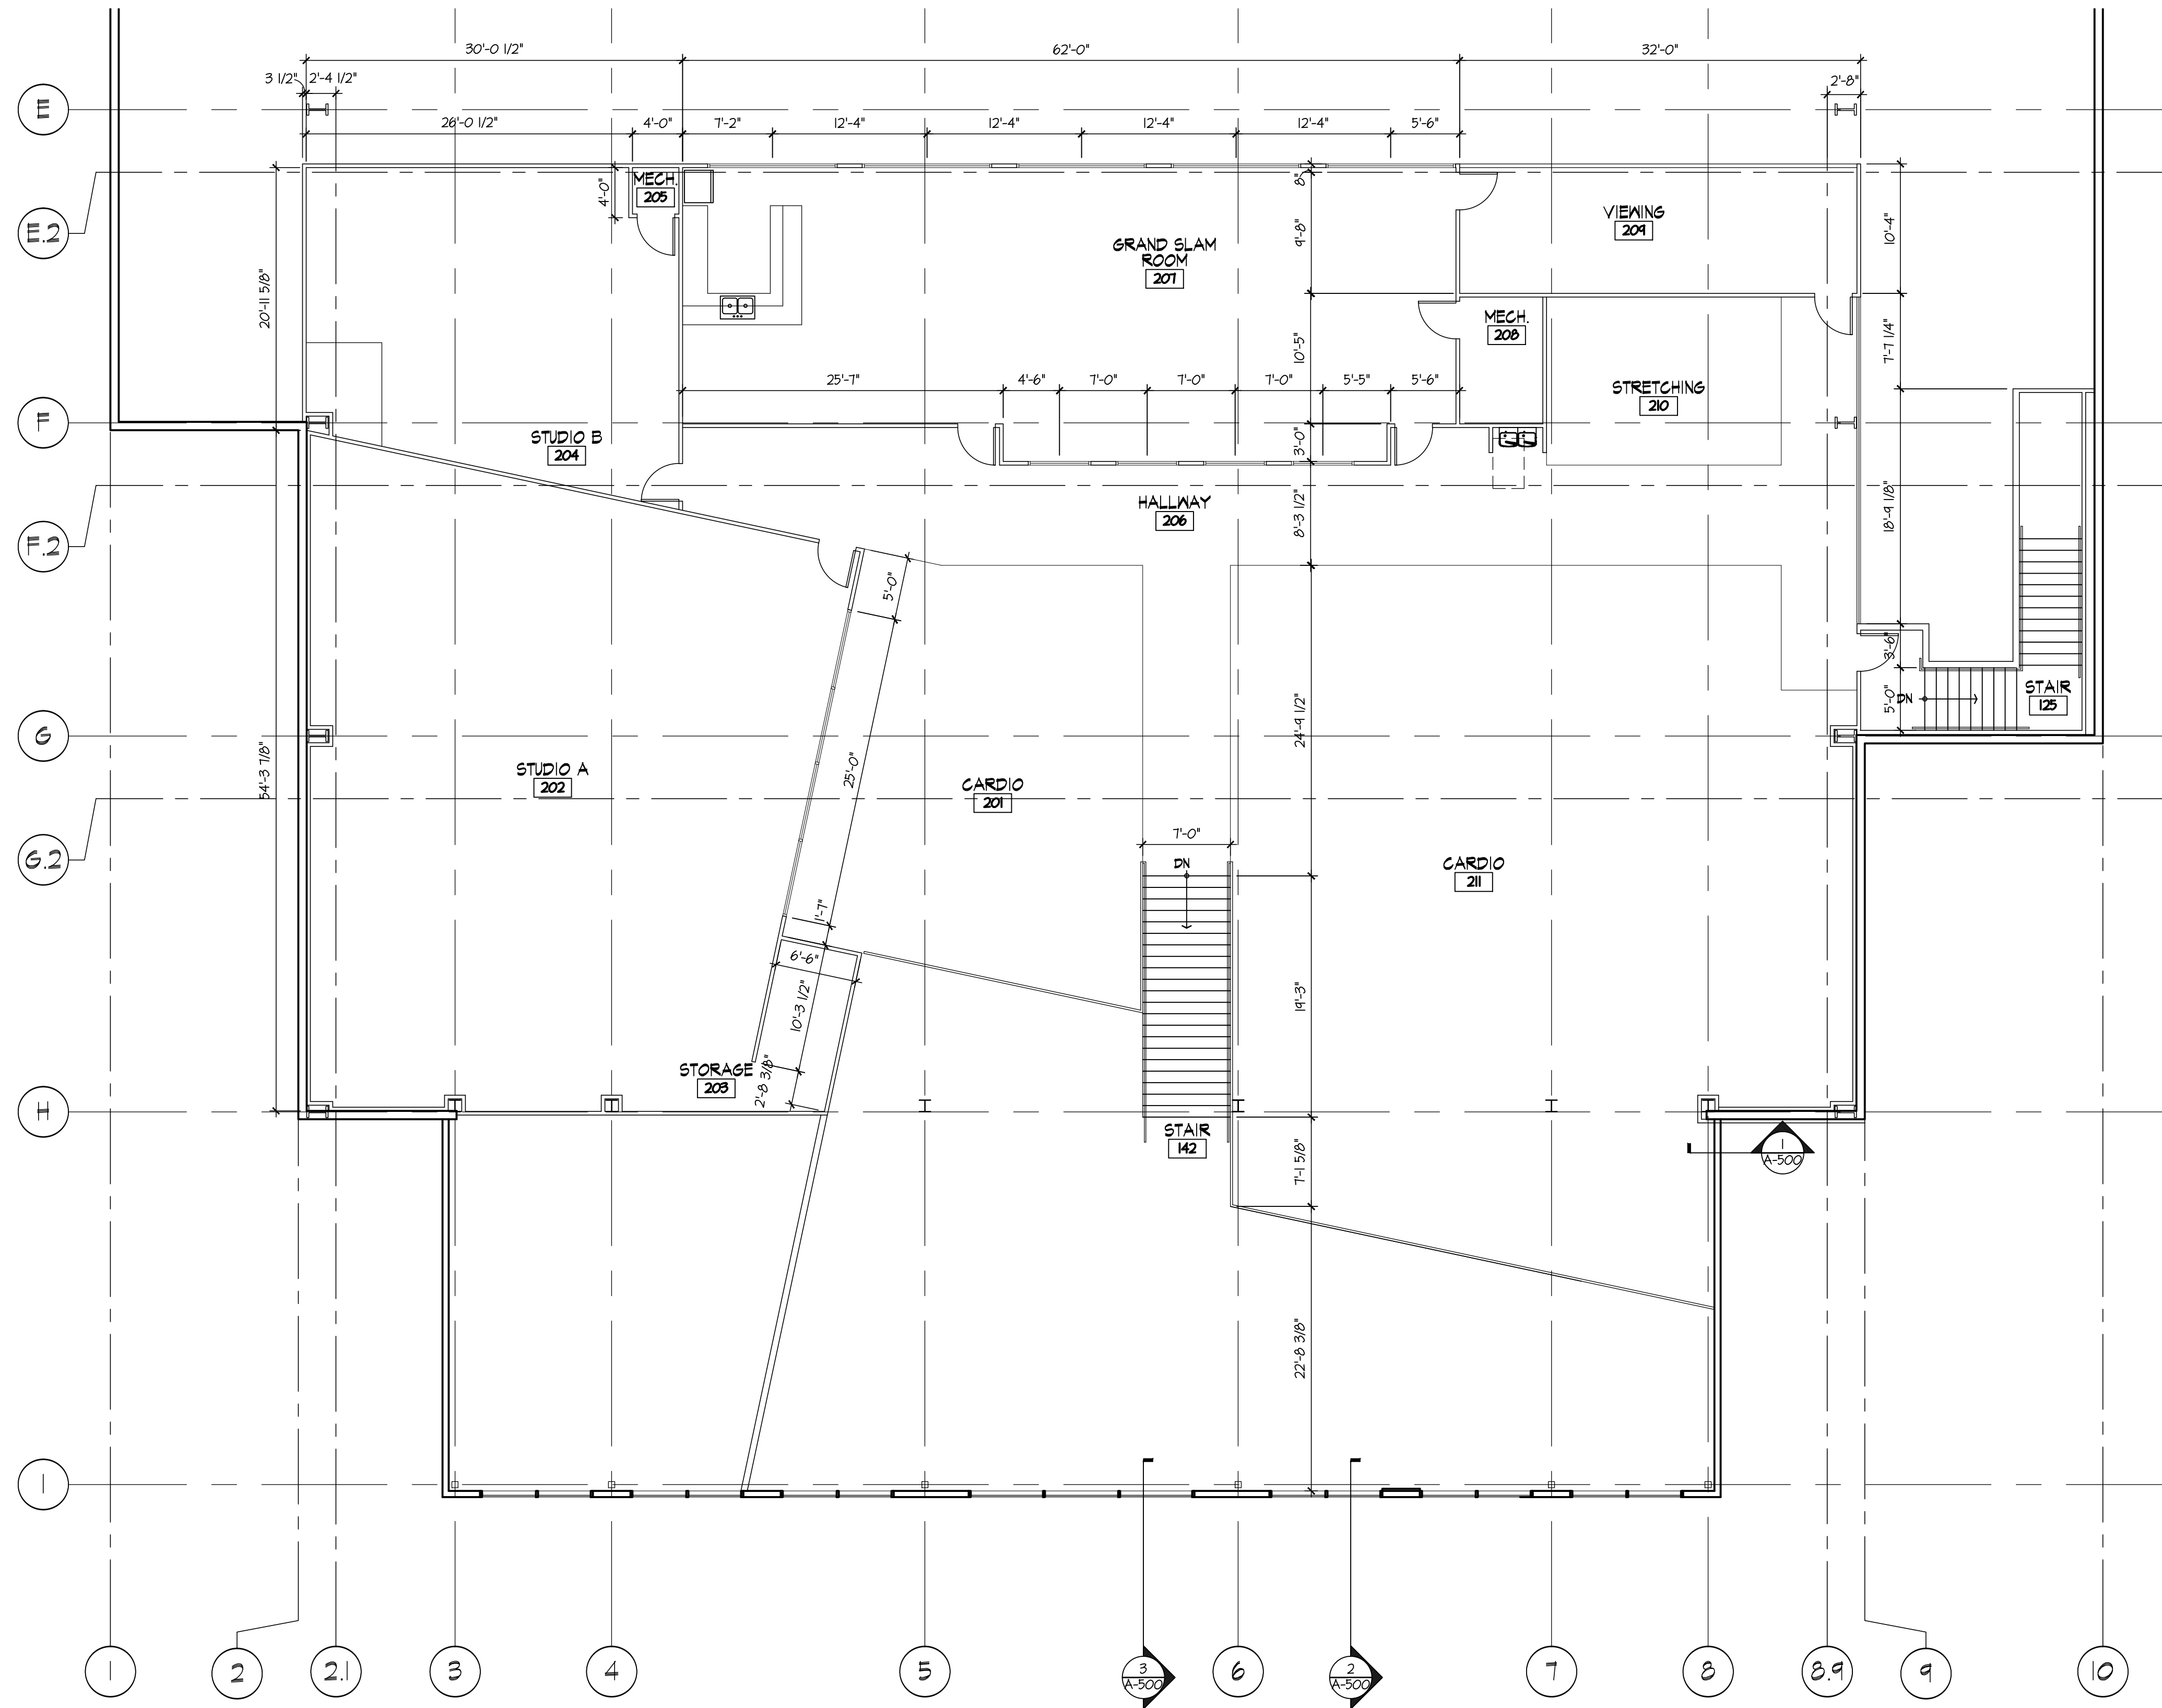 30'-0 1/2"
62'-0"
32'-0"
3 1/2"
2'-4 1/2"
2'-8"
E
26'-0 1/2"
4'-0"
7'-2"
12'-4"
12'-4"
12'-4"
12'-4"
5'-6"
MECH.
205
4'-0"
8"
VIEWING
209
E.2
GRAND SLAM
ROOM
207
9'-8"
10'-4"
20'-11 5/8"
MECH.
208
10'-5"
7'-7 1/4"
25'-7"
4'-6"
7'-0"
7'-0"
7'-0"
5'-5"
5'-6"
STRETCHING
210
F
STUDIO B
204
3'-0"
F.2
HALLWAY
206
8'-3 1/2"
18'-9 1/8"
5'-0"
3'-6"
STAIR
125
DN
5'-0"
G
24'-9 1/2"
54'-3 7/8"
STUDIO A
202
25'-0"
CARDIO
201
7'-0"
G.2
DN
CARDIO
211
1'-7"
6'-6"
10'-3 1/2"
19'-3"
STORAGE
203
2'-8 3/8"
H
STAIR
142
7'-1 5/8"
1
A-500
22'-8 3/8"
I
1
2
2.1
3
4
5
3
A-500
6
2
A-500
7
8
8.9
9
10